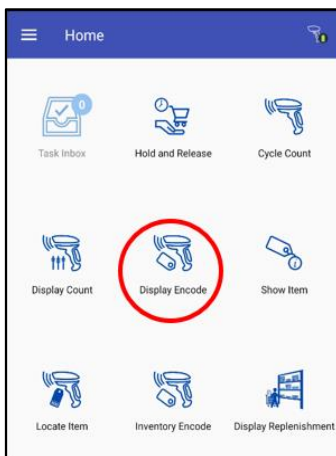 Home
0
Task Inbox
Hold and Release
Cycle Count
Display Count
Display Encode
Show Item
Locate Item
Inventory Encode
Display Replenishment